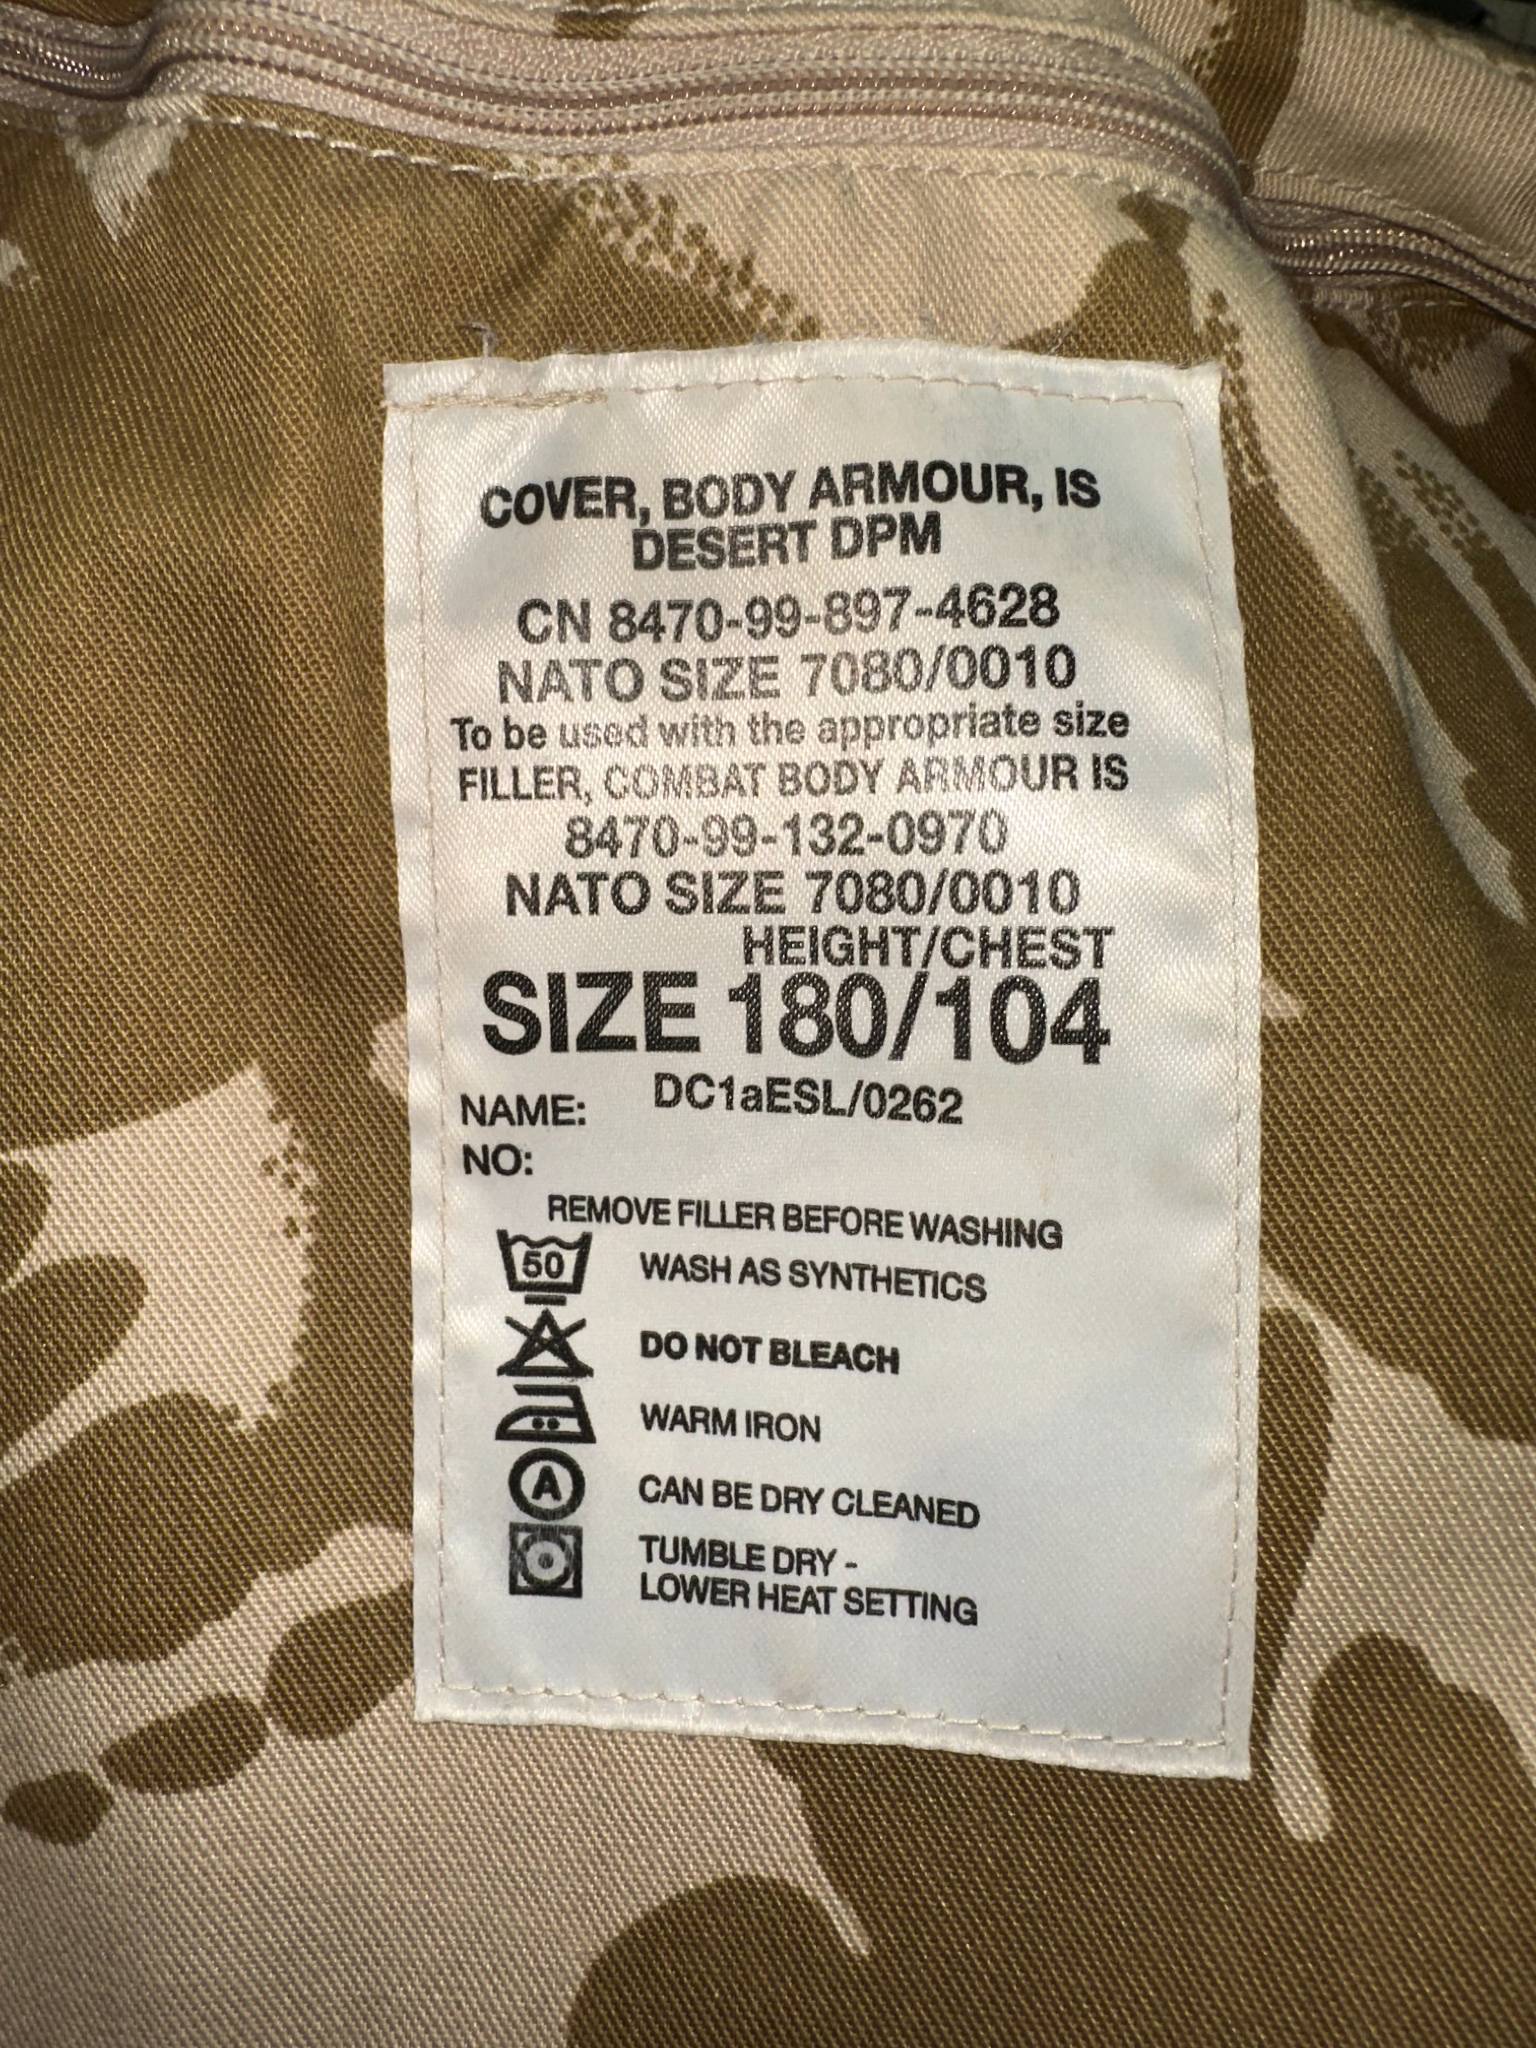 COVER, BODY ARMOUR, IS
DESERT DPM
CN 8470-99-897-4628
NATO SIZE 7080/0010
To be used with the appropriate size
FILLER, COMBAT BODY ARMOUR IS
8470-99-132-0970
NATO SIZE 7080/0010
HEIGHT/CHEST
SIZE 180/104
DC1aESL/0262
NAME:
NO:
REMOVE FILLER BEFORE WASHING
50 WASH AS SYNTHETICS
DO NOT BLEACH
WARM IRON
A CAN BE DRY CLEANED
TUMBLE DRY -
LOWER HEAT SETTING